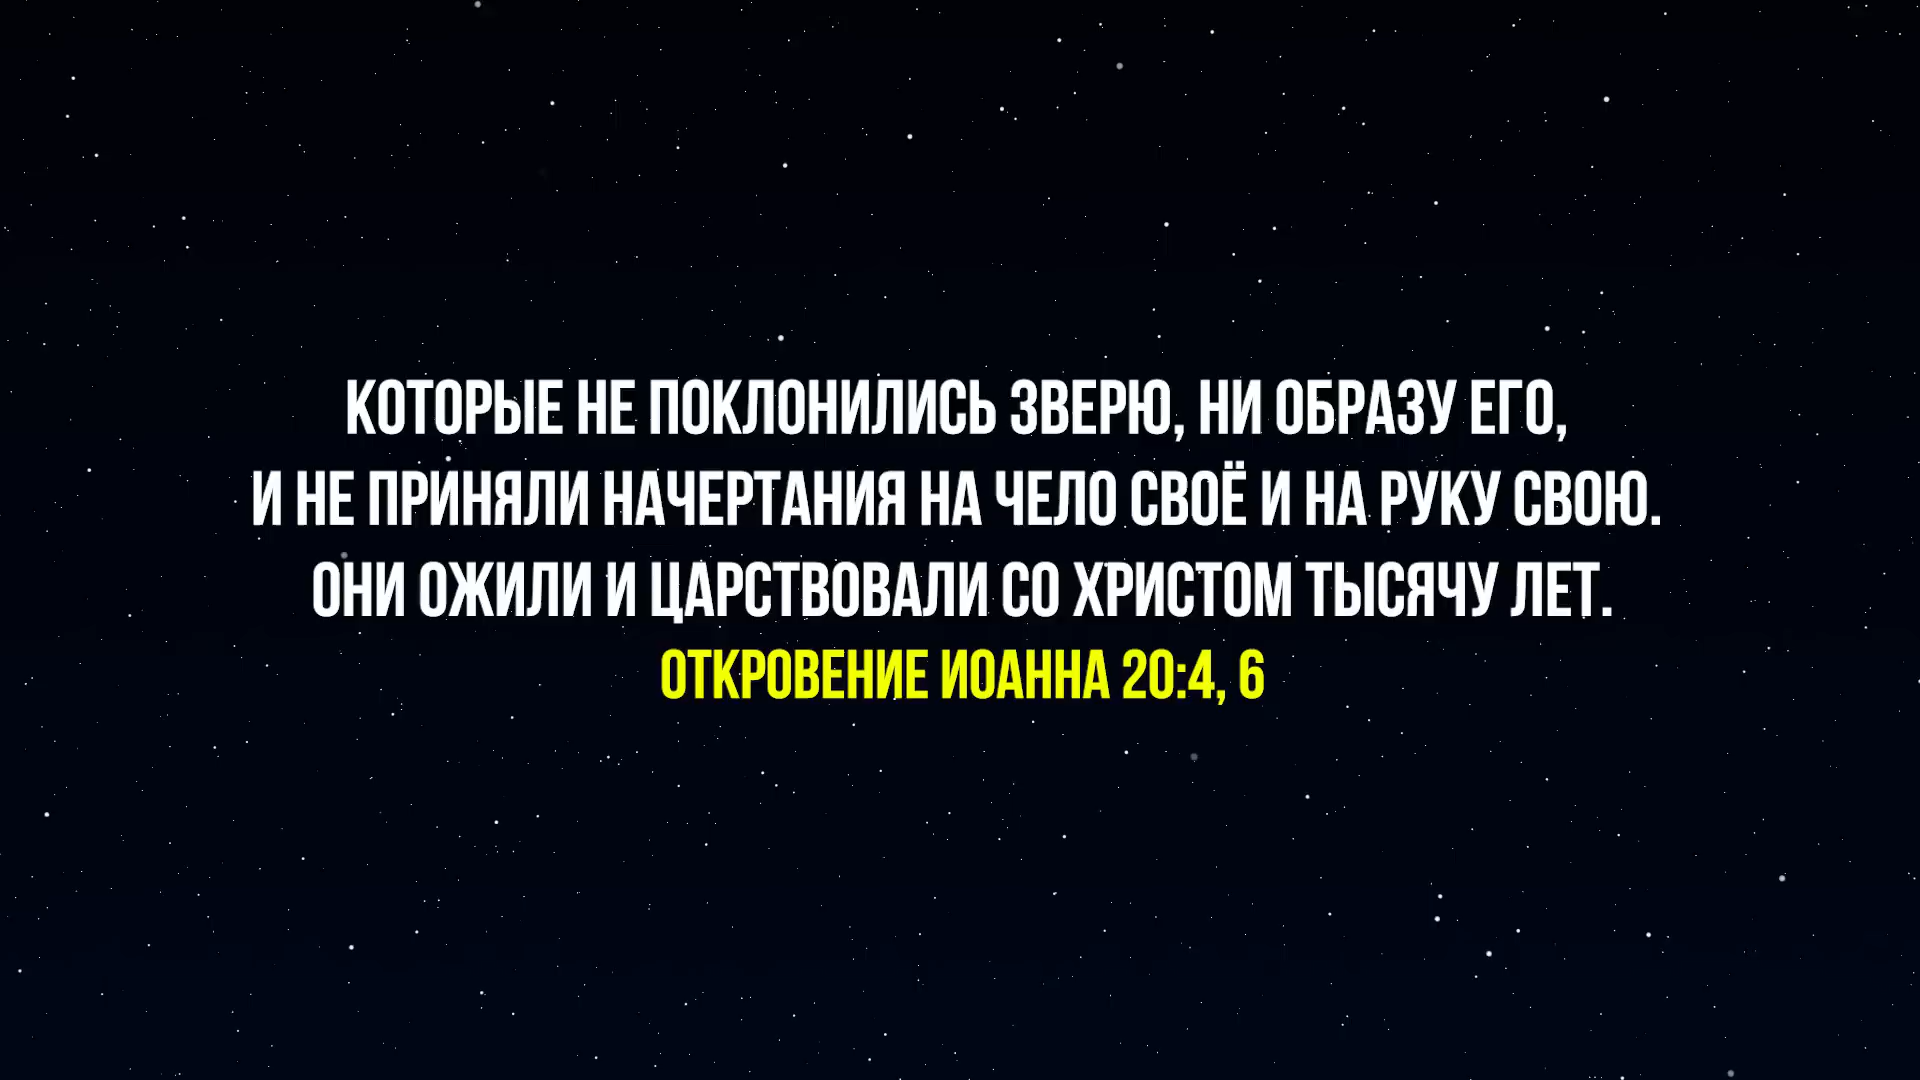 КОТОРЫЕ НЕ ПОКЛОНИЛИСЬ ЗВЕРЮ, НИ ОБРАЗУ ЕГО,
И НЕ ПРИНЯЛИ НАЧЕРТАНИЯ НА ЧЕЛО СВОЁ И НА РУКУ СВОЮ.
ОНИ ОЖИЛИ И ЦАРСТВОВАЛИ СО ХРИСТОМ ТЫСЯЧУ ЛЕТ.
ОТКРОВЕНИЕ ИОАННА 20:4, 6